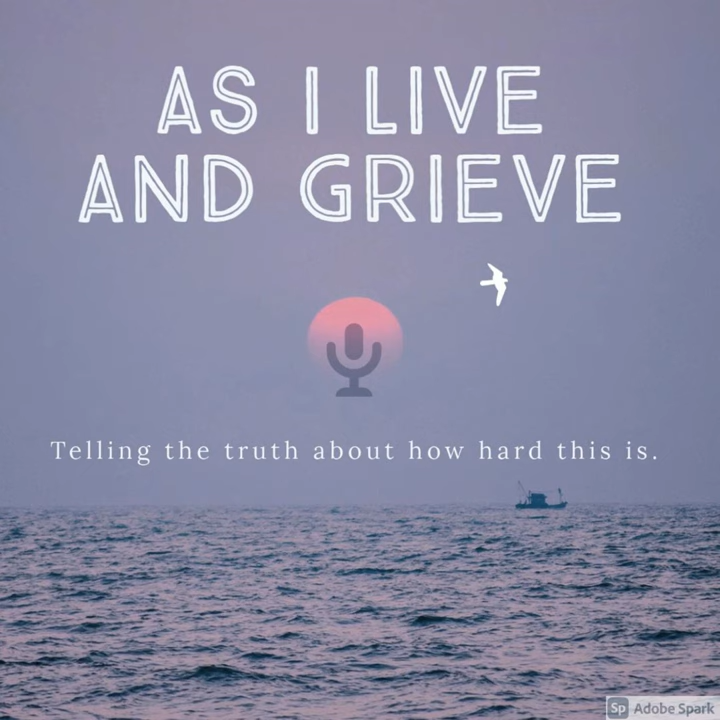 AS I LIVE
AND GRIEVE
Telling the truth about how hard this is.
Sp Adobe Spark